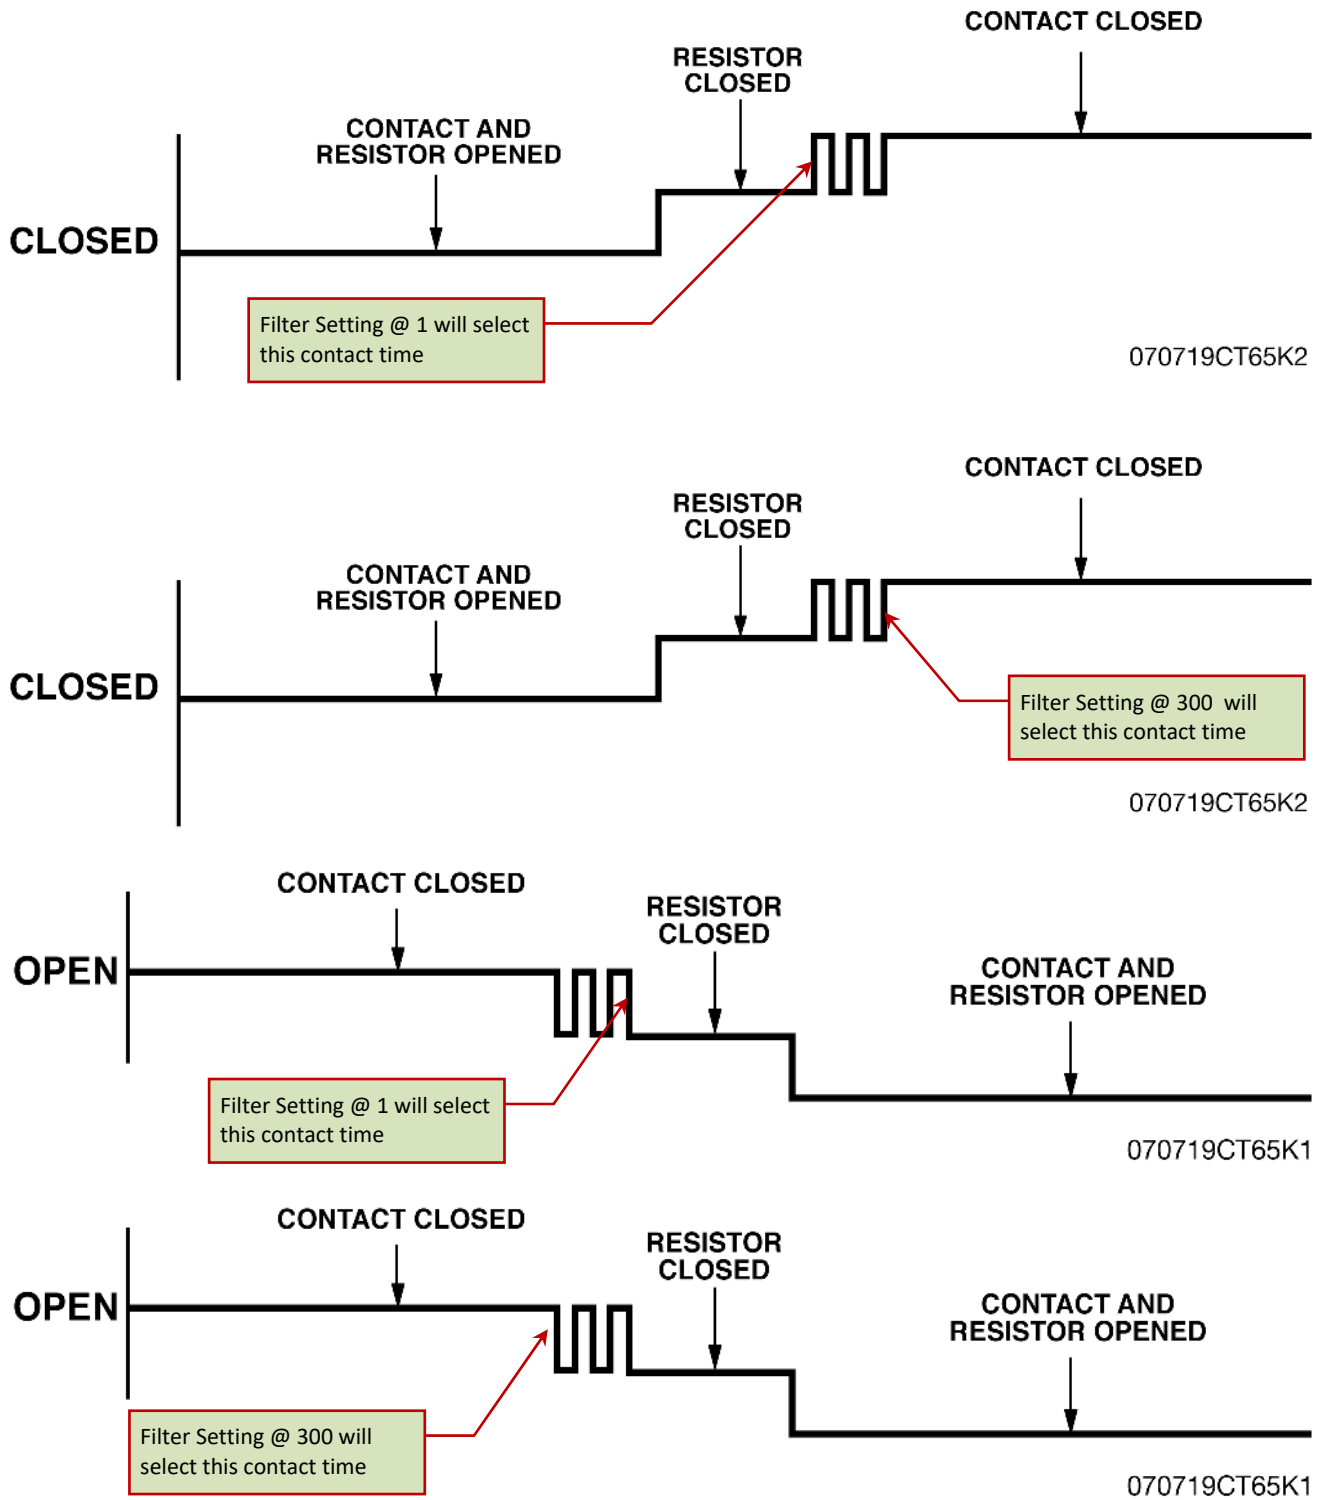 CONTACT CLOSED
RESISTOR
CLOSED
CONTACT AND
RESISTOR OPENED
CLOSED
Filter Setting @ 1 will select
this contact time
070719CT65K2
CONTACT CLOSED
RESISTOR
CLOSED
CONTACT AND
RESISTOR OPENED
CLOSED
Filter Setting @ 300 will
select this contact time
070719CT65K2
CONTACT CLOSED
RESISTOR
CLOSED
OPEN
CONTACT AND
RESISTOR OPENED
Filter Setting @ 1 will select
this contact time
070719CT65K1
CONTACT CLOSED
RESISTOR
CLOSED
OPEN
CONTACT AND
RESISTOR OPENED
Filter Setting @ 300 will
select this contact time
070719CT65K1